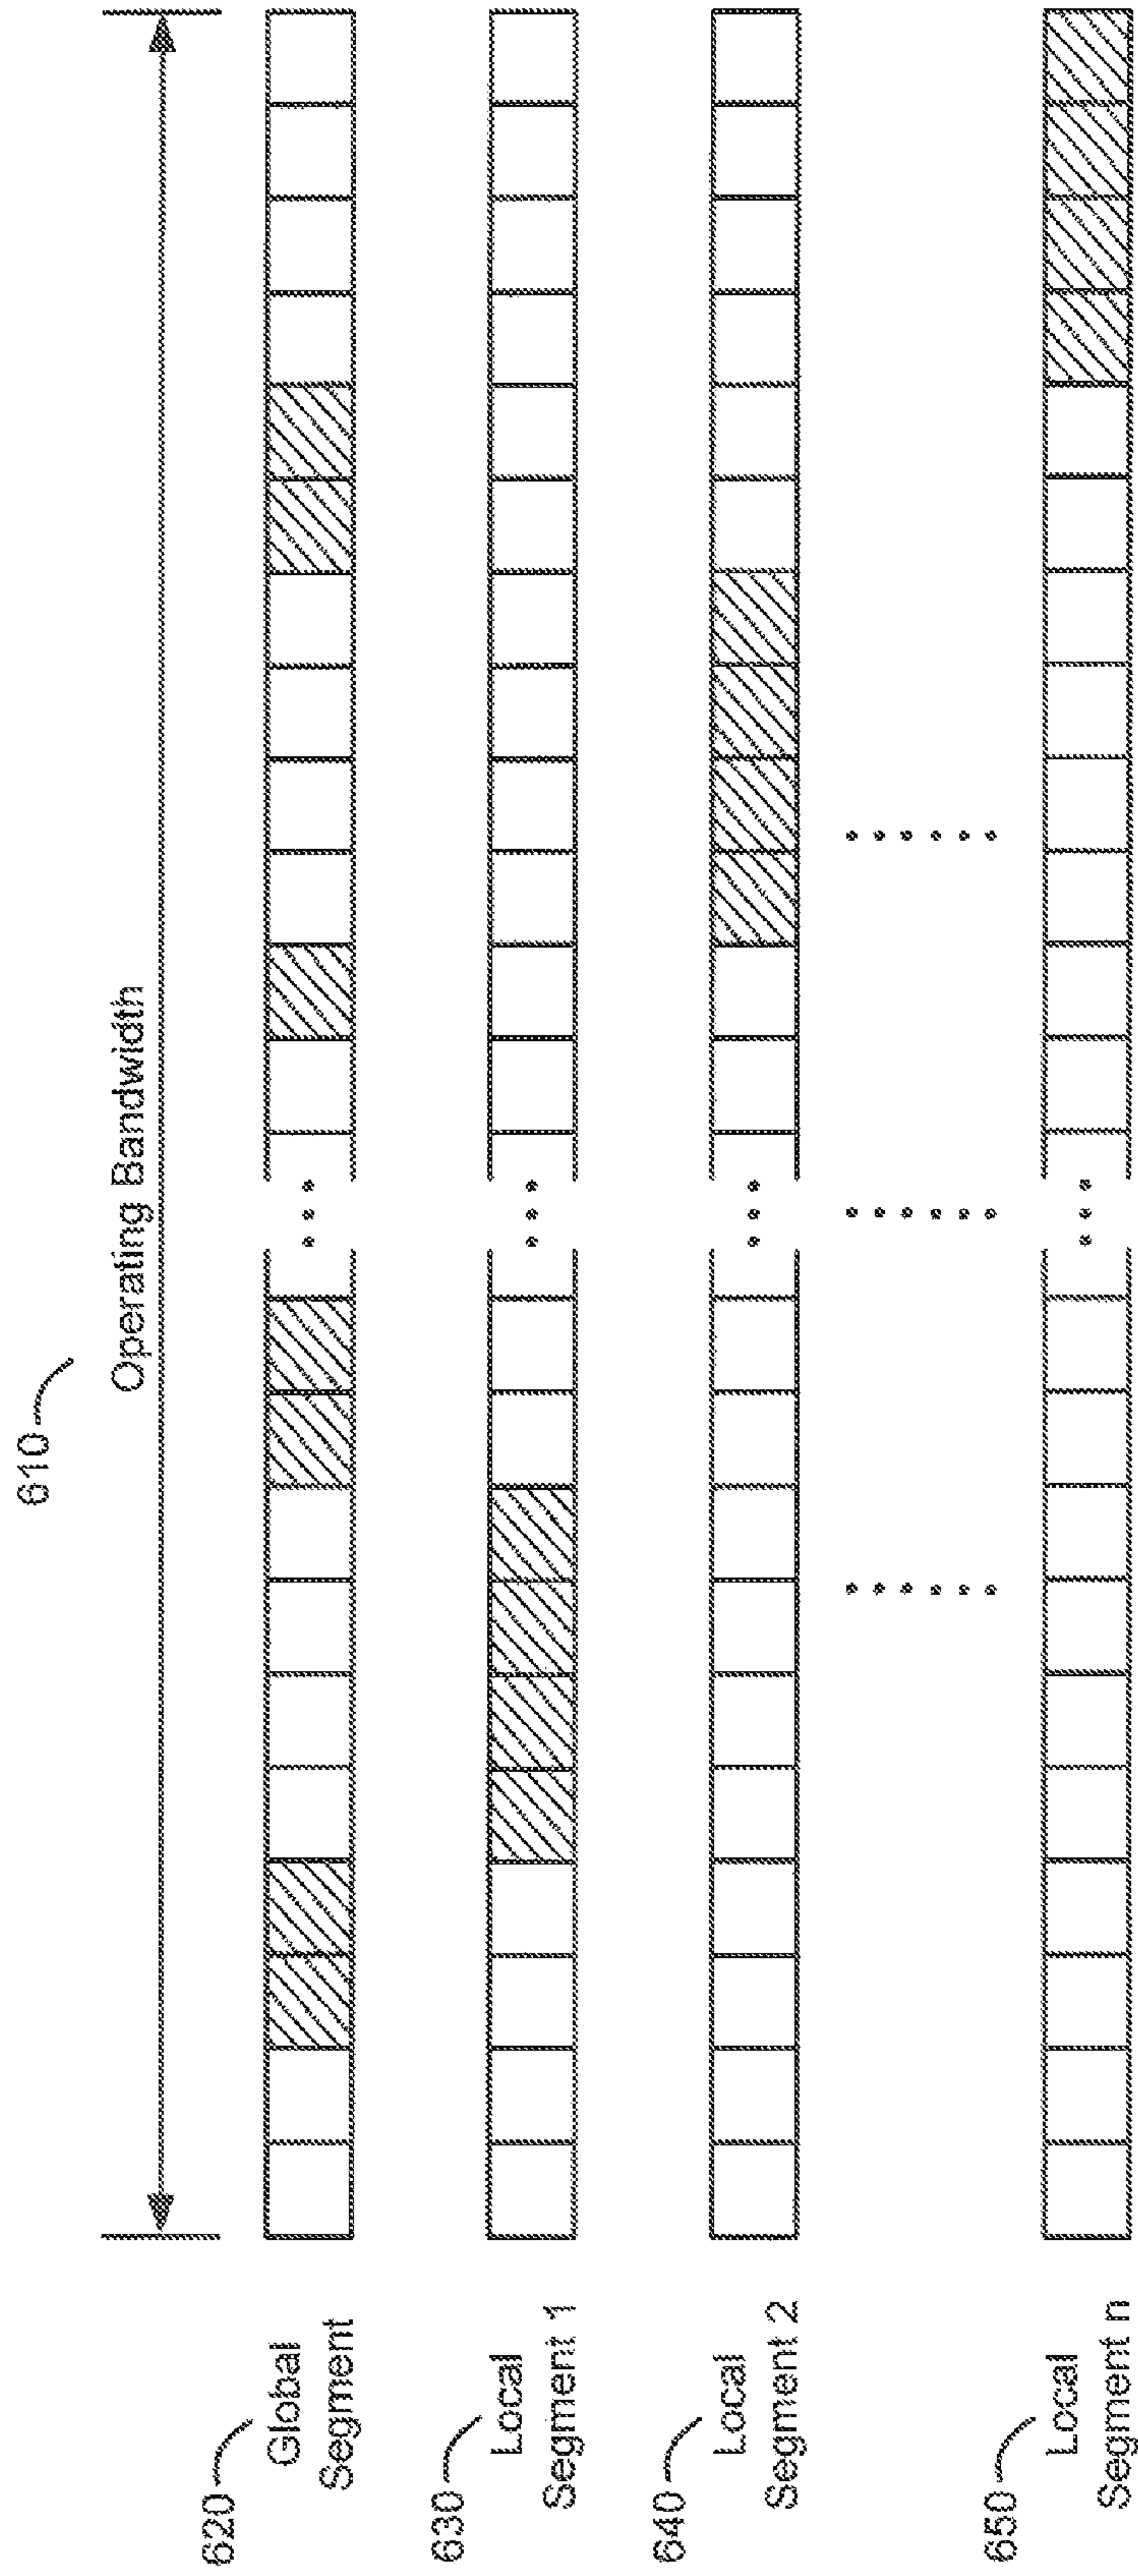 610
Operating Bandwidth
620
Global
Segment
630
Local
Segment 1
640
Local
Segment 2
650
Local
Segment n